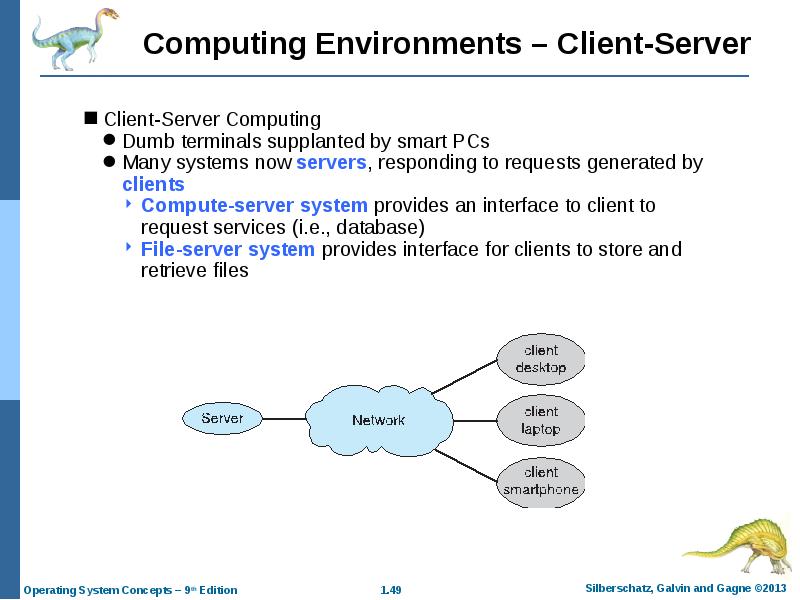 Computing Environments – Client-Server
Client-Server Computing
Dumb terminals supplanted by smart PCs
Many systems now servers, responding to requests generated by
clients
Compute-server system provides an interface to client to
request services (i.e., database)
File-server system provides interface for clients to store and
retrieve files
client
desktop
Server
Network
client
laptop
client
smartphone
Operating System Concepts – 9th Edition
1.49
Silberschatz, Galvin and Gagne ©2013